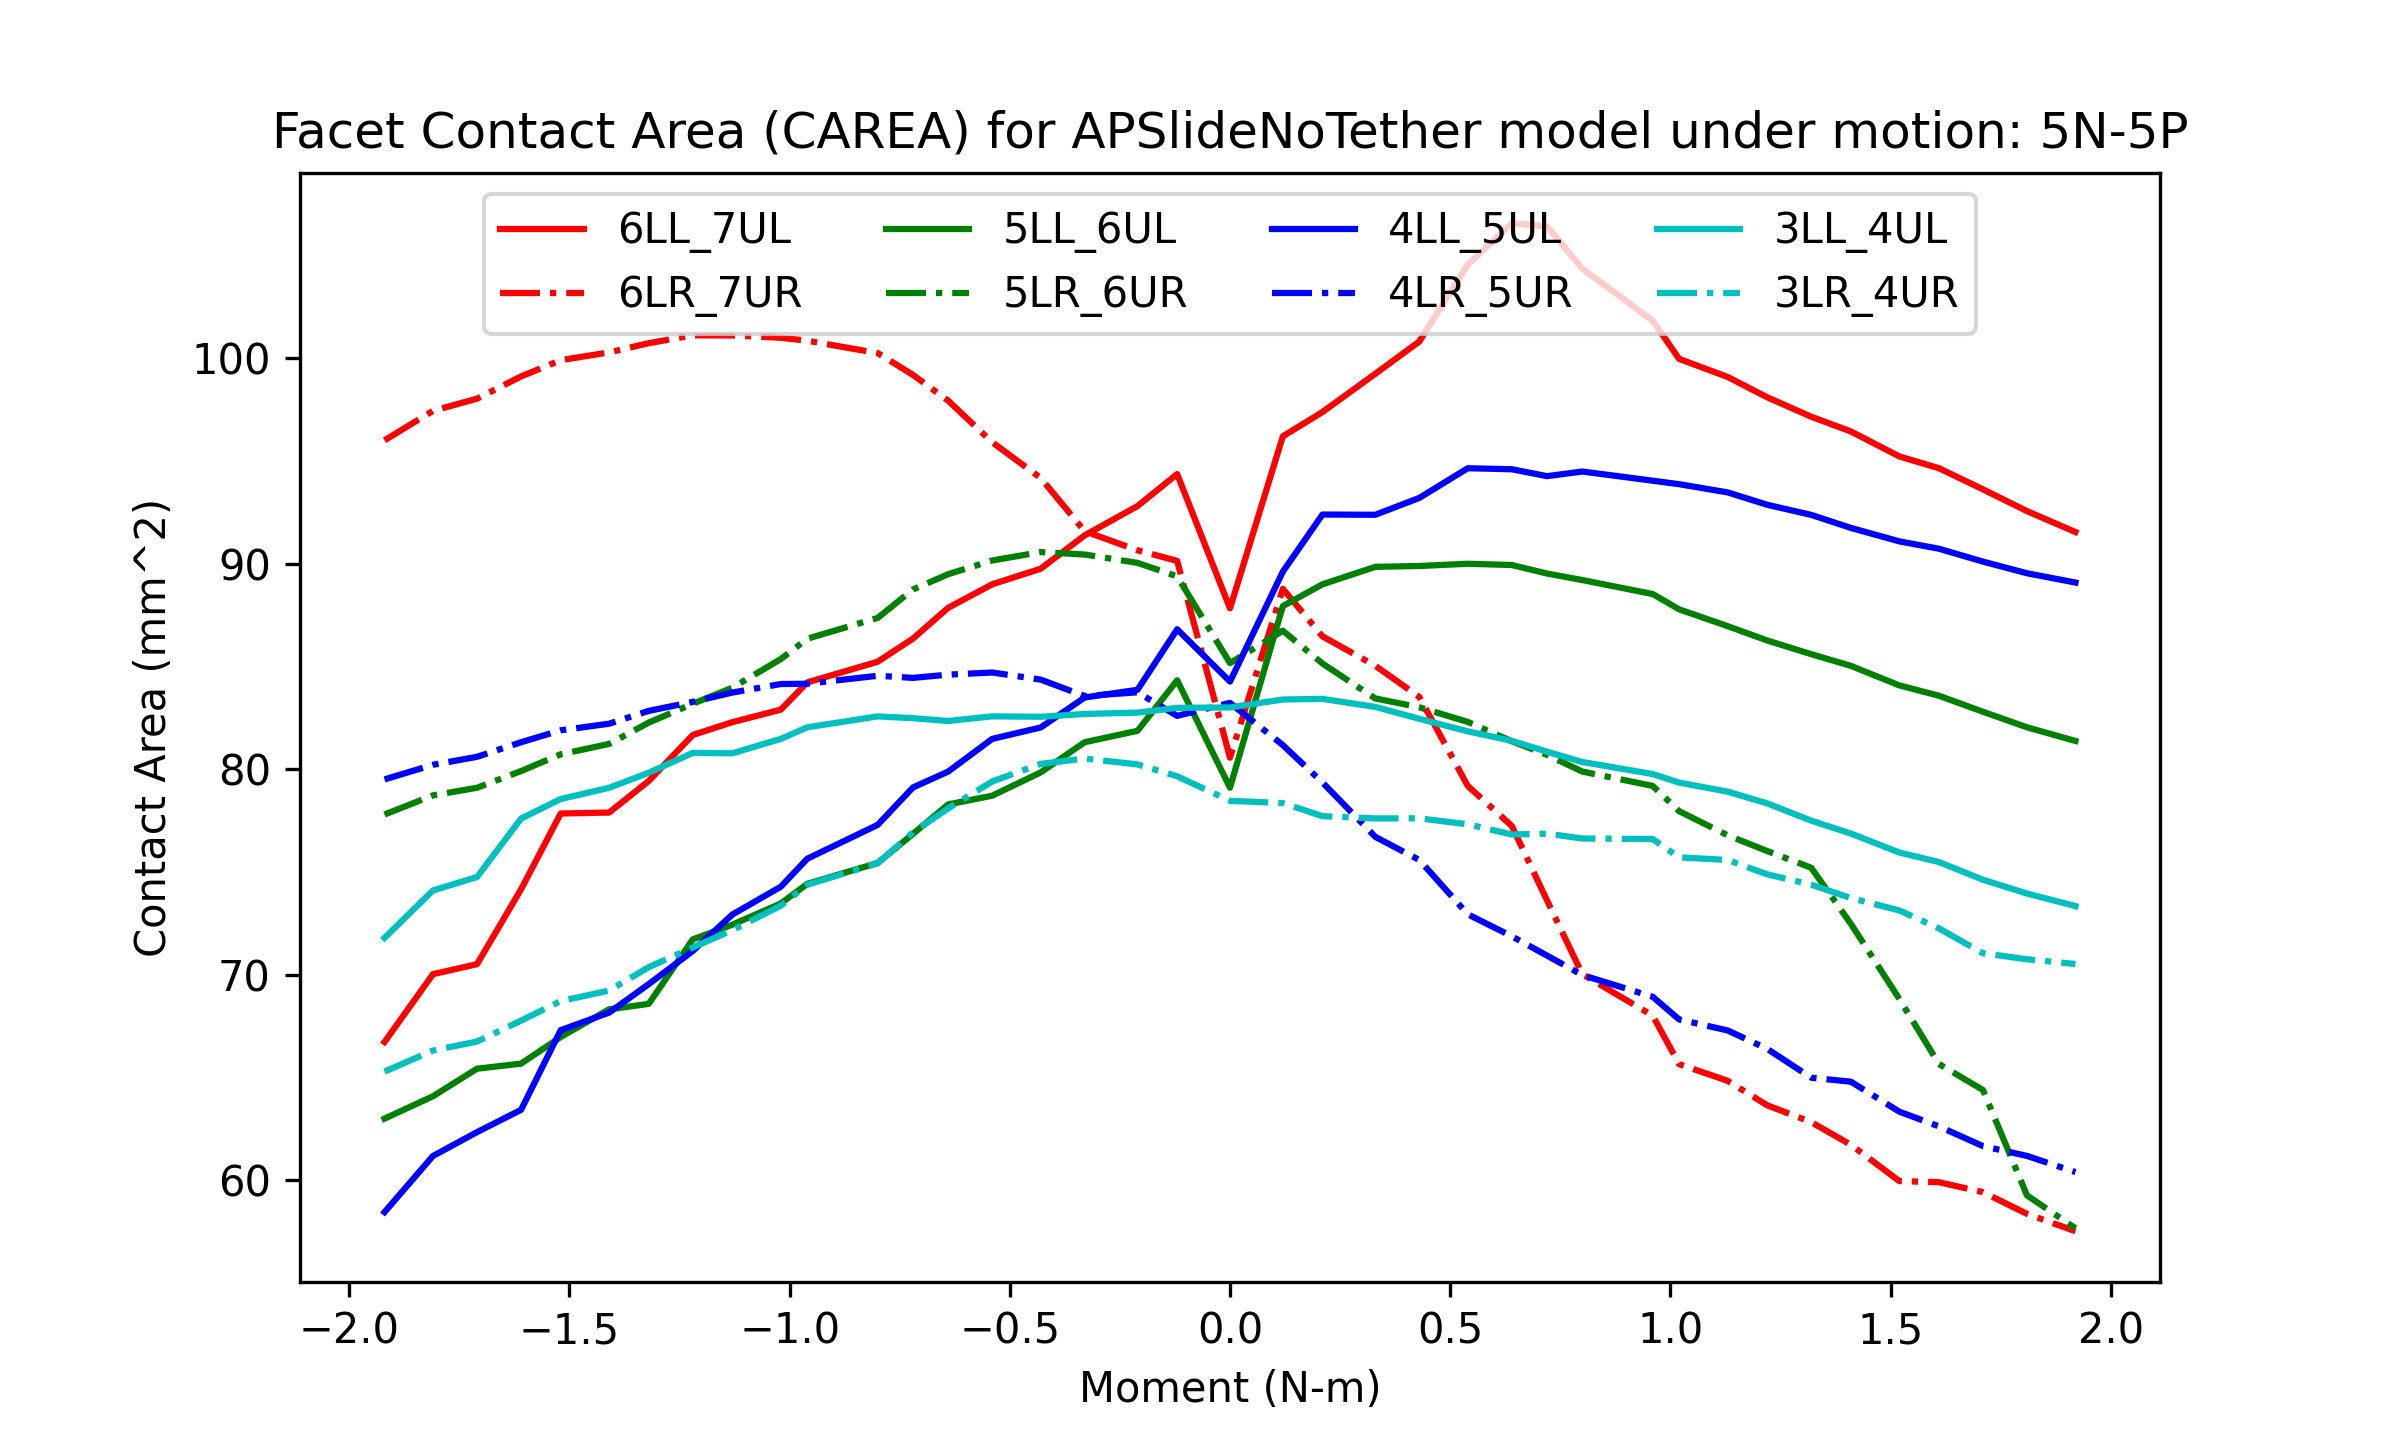 Facet Contact Area (CAREA) for APSlideNoTether model under motion: 5N-5P
6LL_7UL 5LL_6UL 4LL_5UL 3LL_4UL
6LR_7UR 5LR_6UR 4LR_5UR 3LR_4UR
100
90
80
70
60
Contact Area (mm^2)
−2.0 −1.5 −1.0 −0.5 0.0 0.5 1.0 1.5 2.0
Moment (N-m)